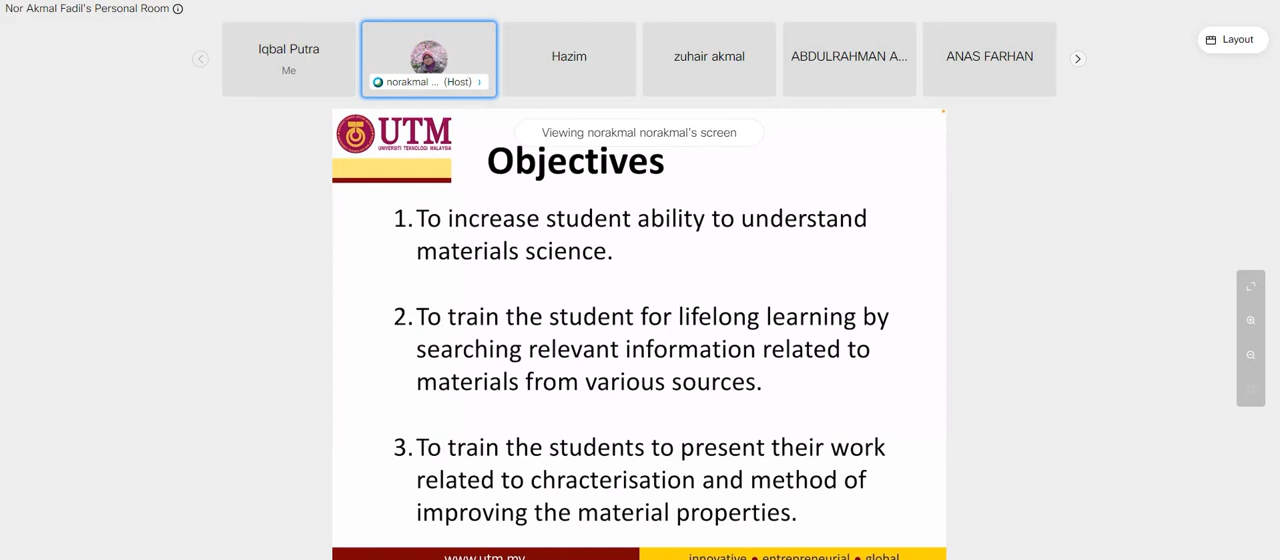 Nor Akmal Fadil's Personal Room
Iqbal Putra
Me
norakmal ... (Host)
Hazim
zuhair akmal
ABDULRAHMAN A...
ANAS FARHAN
Layout
Viewing norakmal norakmal's screen
UTM
UNIVERSITI TEKNOLOGI MALAYSIA
Objectives
1. To increase student ability to understand
materials science.
2. To train the student for lifelong learning by
searching relevant information related to
materials from various sources.
3. To train the students to present their work
related to chracterisation and method of
improving the material properties.
www.utm.my
innovative ● entrepreneurial ● global